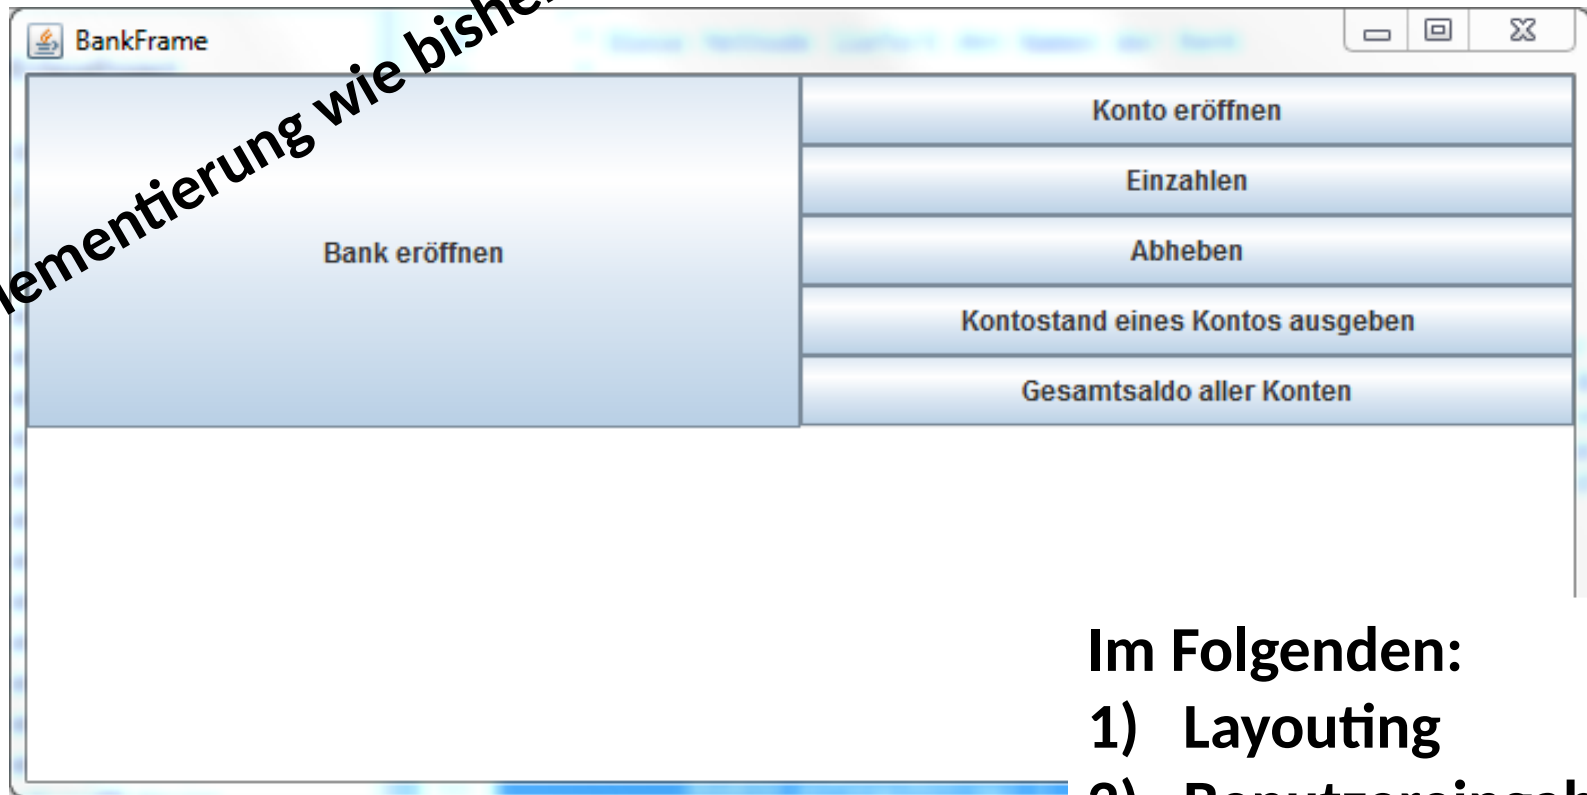 BankFrame
lementierung wie bishe
Bank eröffnen
Konto eröffnen
Einzahlen
Abheben
Kontostand eines Kontos ausgeben
Gesamtsaldo aller Konten
Im Folgenden:
1) Layouting